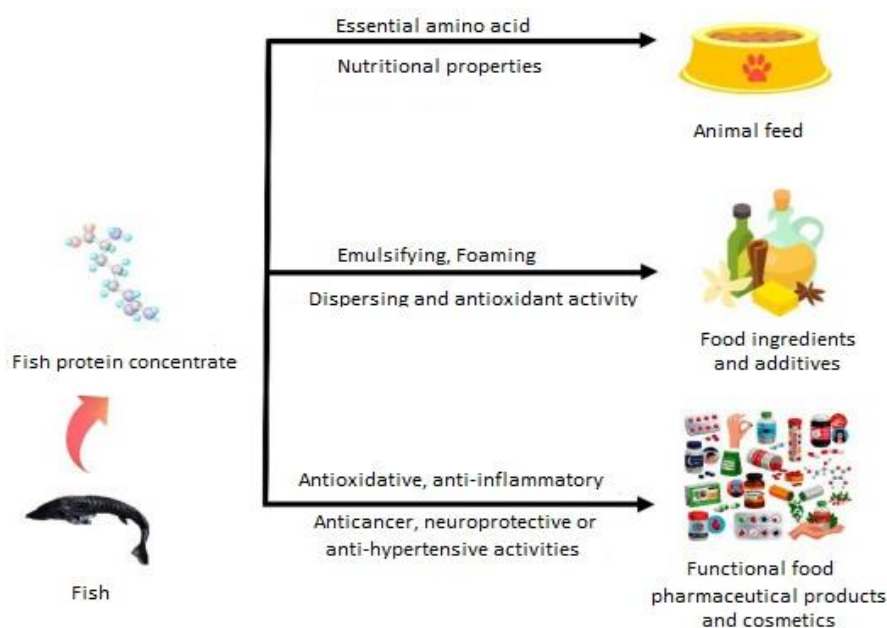 Essential amino acid
Nutritional properties
Animal feed
Emulsifying, Foaming
Dispersing and antioxidant activity
Food ingredients
and additives
Fish protein concentrate
Antioxidative, anti-inflammatory
Anticancer, neuroprotective or
anti-hypertensive activities
Functional food
pharmaceutical products
and cosmetics
Fish